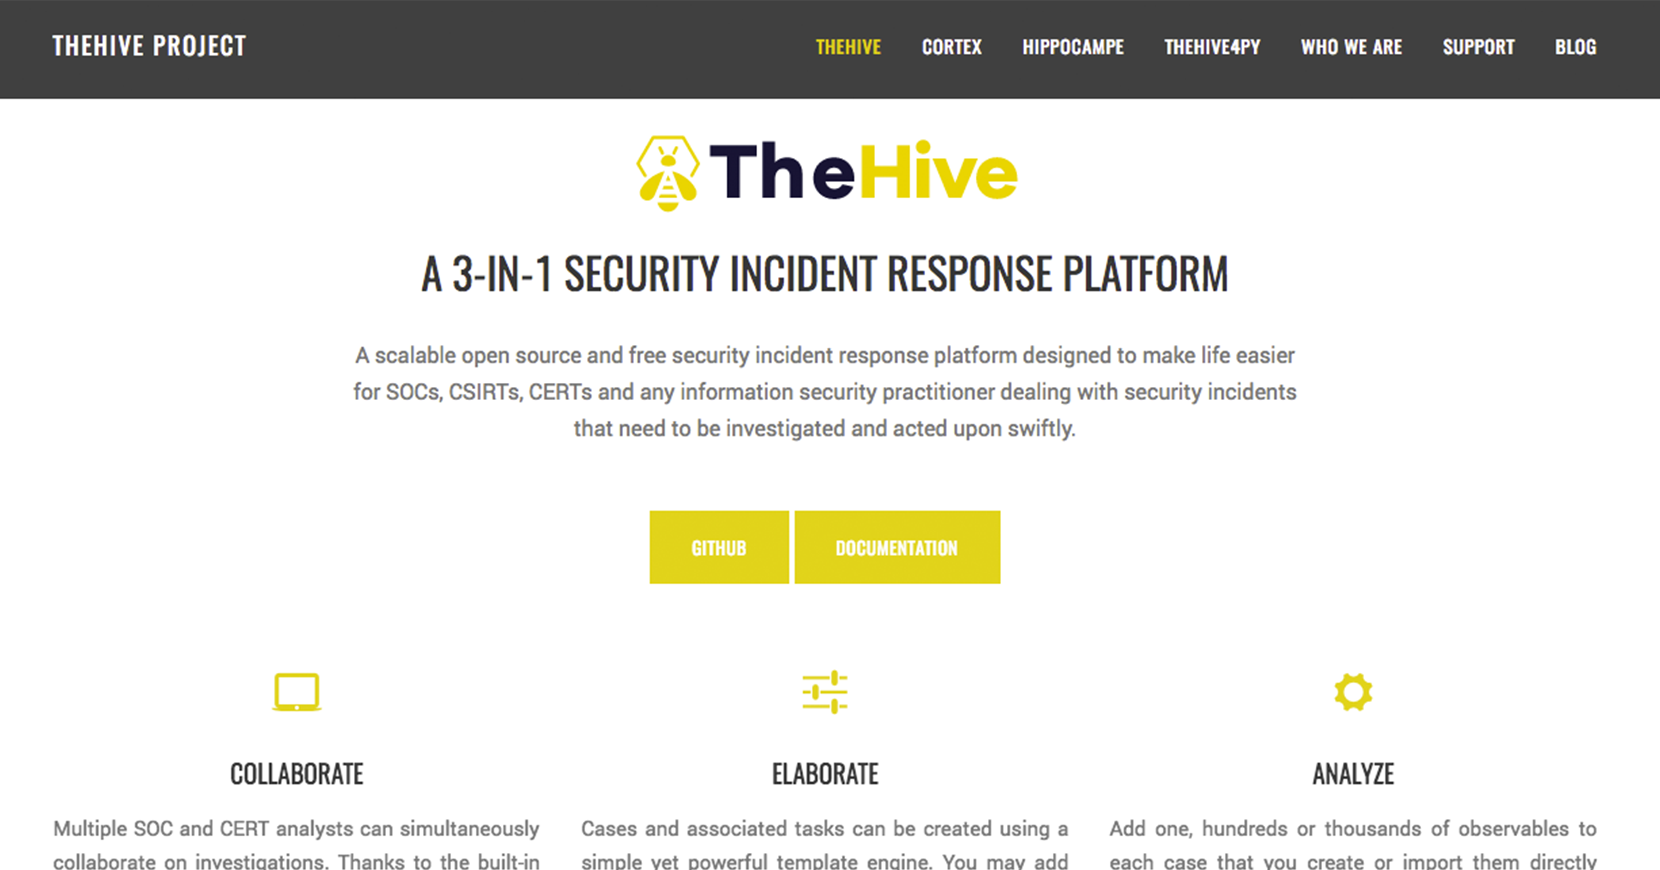 THEHIVE PROJECT
THEHIVE CORTEX HIPPOCAMPE THEHIVE4PY WHO WE ARE SUPPORT BLOG
TheHive
A 3-IN-1 SECURITY INCIDENT RESPONSE PLATFORM
A scalable open source and free security incident response platform designed to make life easier
for SOCs, CSIRTs, CERTs and any information security practitioner dealing with security incidents
that need to be investigated and acted upon swiftly.
GITHUB DOCUMENTATION
COLLABORATE
Multiple SOC and CERT analysts can simultaneously
collaborate on investigations. Thanks to the built-in
ELABORATE
Cases and associated tasks can be created using a
simple yet powerful template engine. You may add
ANALYZE
Add one, hundreds or thousands of observables to
each case that you create or import them directly